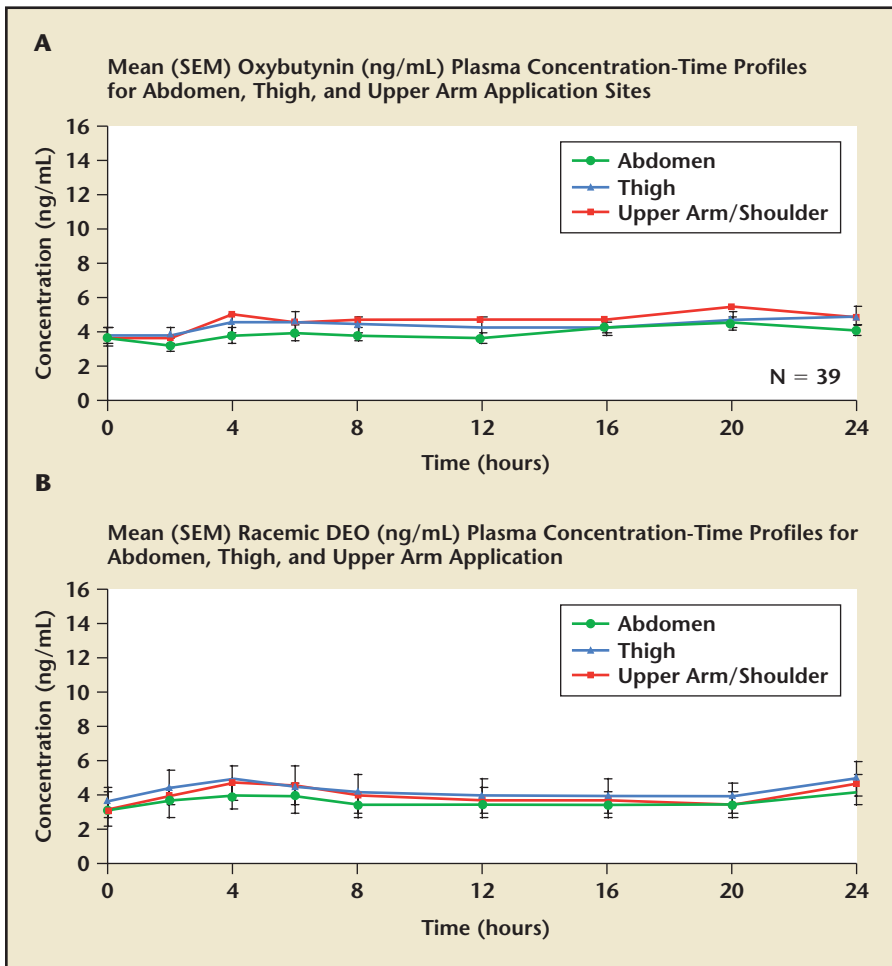 A
Mean (SEM) Oxybutynin (ng/mL) Plasma Concentration-Time Profiles
for Abdomen, Thigh, and Upper Arm Application Sites
Concentration (ng/mL)
16
14
12
10
8
6
4
2
0
Abdomen
Thigh
Upper Arm/Shoulder
N = 39
0 4 8 12 16 20 24
Time (hours)
B
Mean (SEM) Racemic DEO (ng/mL) Plasma Concentration-Time Profiles for
Abdomen, Thigh, and Upper Arm Application
Concentration (ng/mL)
16
14
12
10
8
6
4
2
0
Abdomen
Thigh
Upper Arm/Shoulder
0 4 8 12 16 20 24
Time (hours)